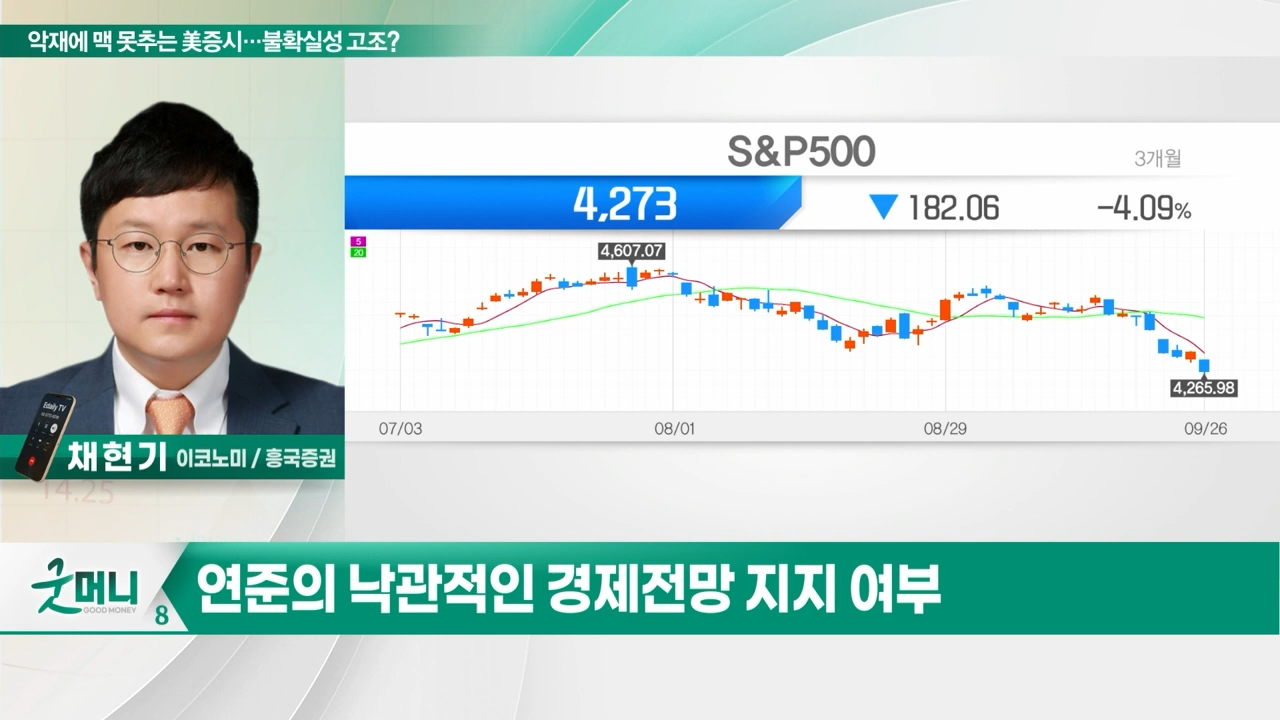 악재에 맥 못추는 美증시…불확실성 고조?
S&P500
3개월
4,273
▼ 182.06
-4.09%
5
20
4,607.07
4,265.98
07/03
08/01
08/29
09/26
Edaily TV
채현기 이코노미 / 흥국증권
14.25
굿머니
GOOD MONEY
8
연준의 낙관적인 경제전망 지지 여부